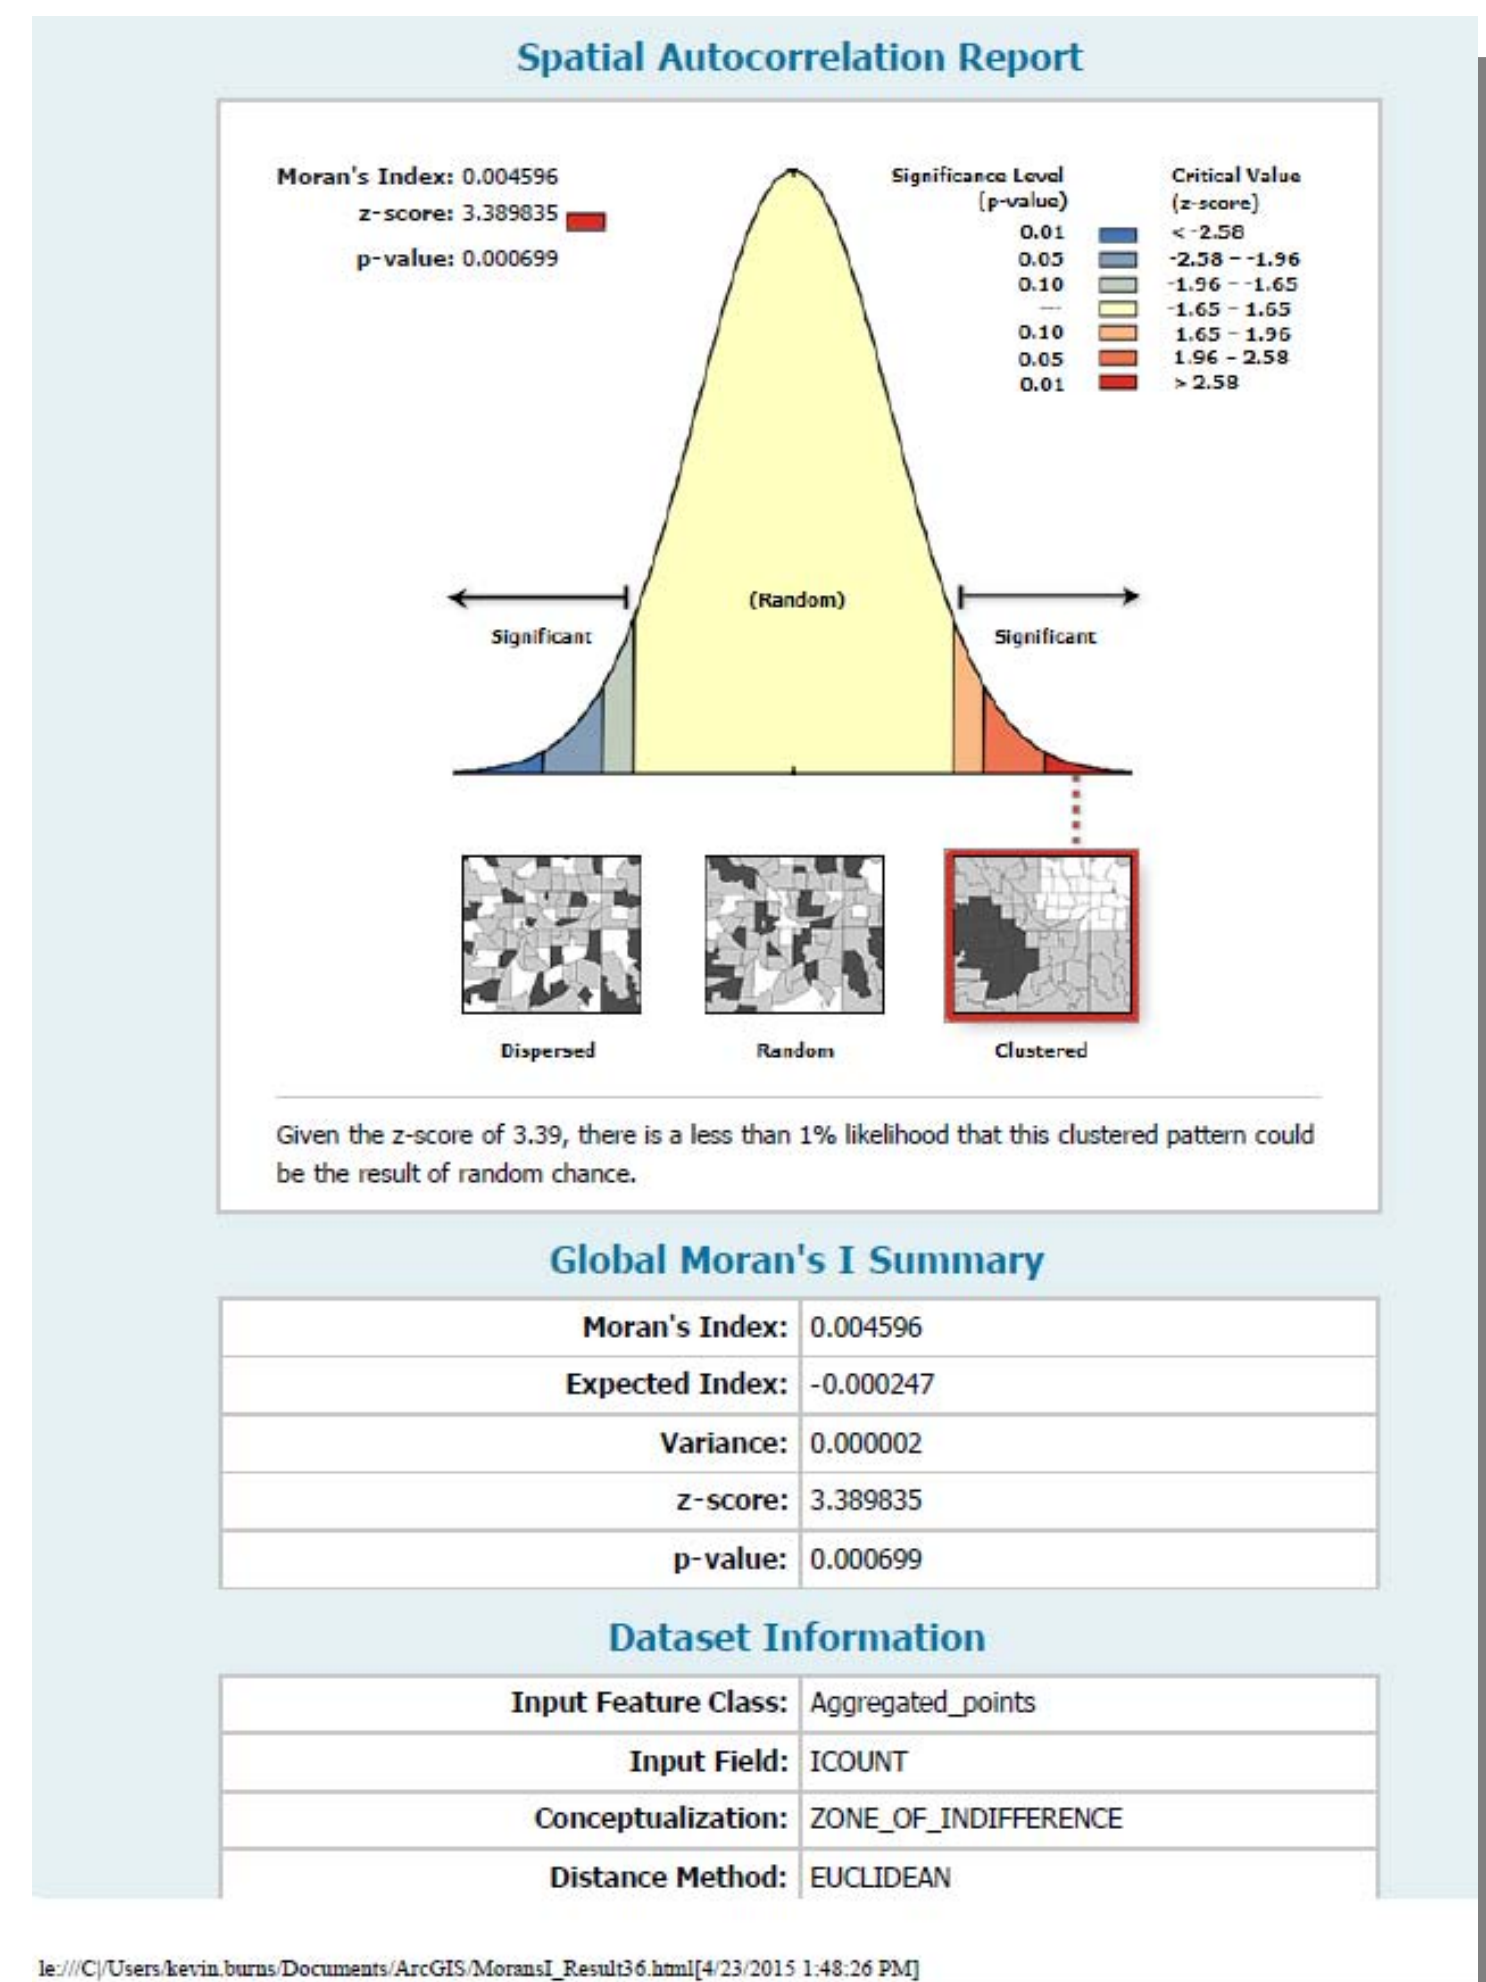 Spatial Autocorrelation Report
Moran's Index: 0.004596
z-score: 3.389835
p-value: 0.000699
Significance Level (p-value)
Critical Value (z-score)
0.01 < -2.58
0.05 -2.58 – -1.96
0.10 -1.96 – -1.65
— -1.65 – 1.65
0.10 1.65 – 1.96
0.05 1.96 – 2.58
0.01 > 2.58
(Random)
Significant
Significant
Dispersed
Random
Clustered
Given the z-score of 3.39, there is a less than 1% likelihood that this clustered pattern could
be the result of random chance.
Global Moran's I Summary
Moran's Index: 0.004596
Expected Index: -0.000247
Variance: 0.000002
z-score: 3.389835
p-value: 0.000699
Dataset Information
Input Feature Class: Aggregated_points
Input Field: ICOUNT
Conceptualization: ZONE_OF_INDIFFERENCE
Distance Method: EUCLIDEAN
le:///C|/Users/kevin.burns/Documents/ArcGIS/MoransI_Result36.html[4/23/2015 1:48:26 PM]